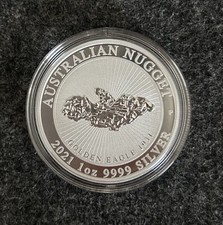 AUSTRALIAN NUGGET
GOLDEN EAGLE 1931
2021 1oz 9999 SILVER